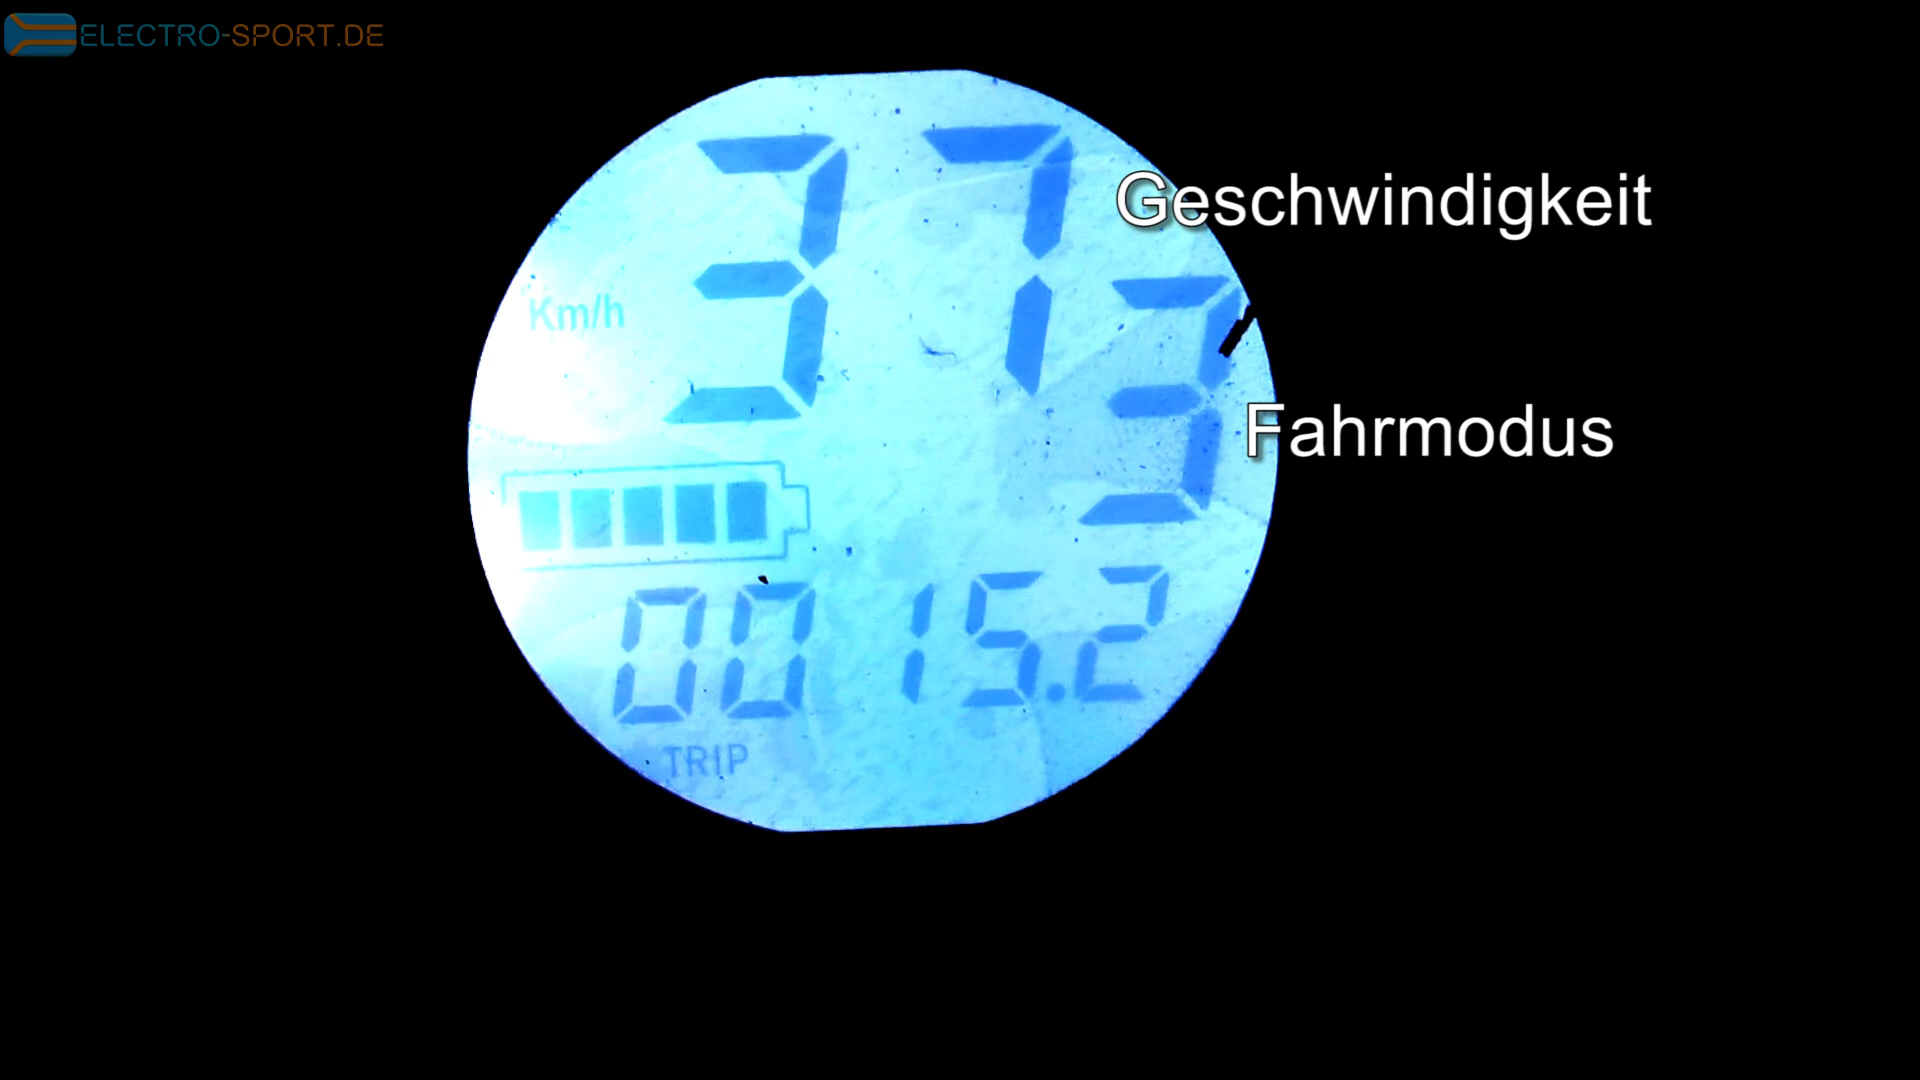 ELECTRO-SPORT.DE
37
Geschwindigkeit
Km/h
3
Fahrmodus
0015.2
TRIP